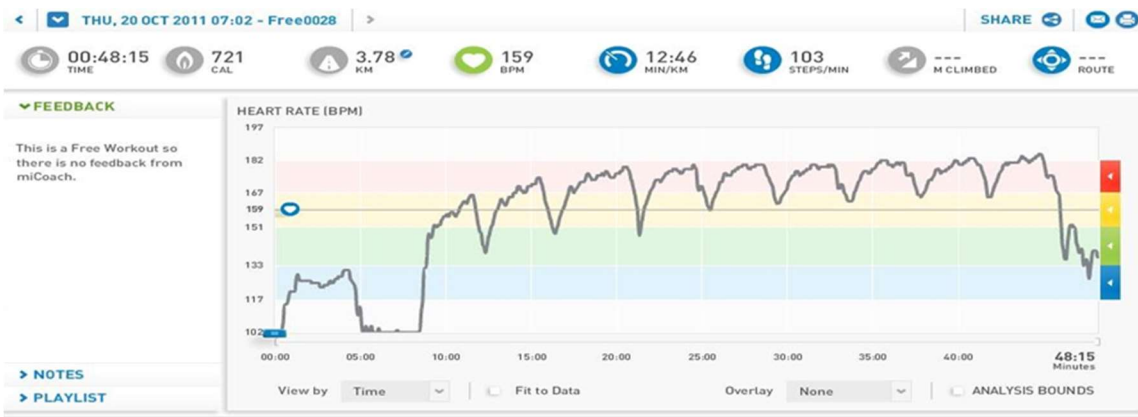 THU, 20 OCT 2011 07:02 - Free0028
SHARE
00:48:15
TIME
721
CAL
3.78
KM
159
BPM
12:46
MIN/KM
103
STEPS/MIN
---
M CLIMBED
---
ROUTE
FEEDBACK
This is a Free Workout so
there is no feedback from
miCoach.
NOTES
PLAYLIST
HEART RATE (BPM)
197
182
167
159
151
133
117
102
00:00 05:00 10:00 15:00 20:00 25:00 30:00 35:00 40:00 48:15
Minutes
View by Time Fit to Data Overlay None ANALYSIS BOUNDS